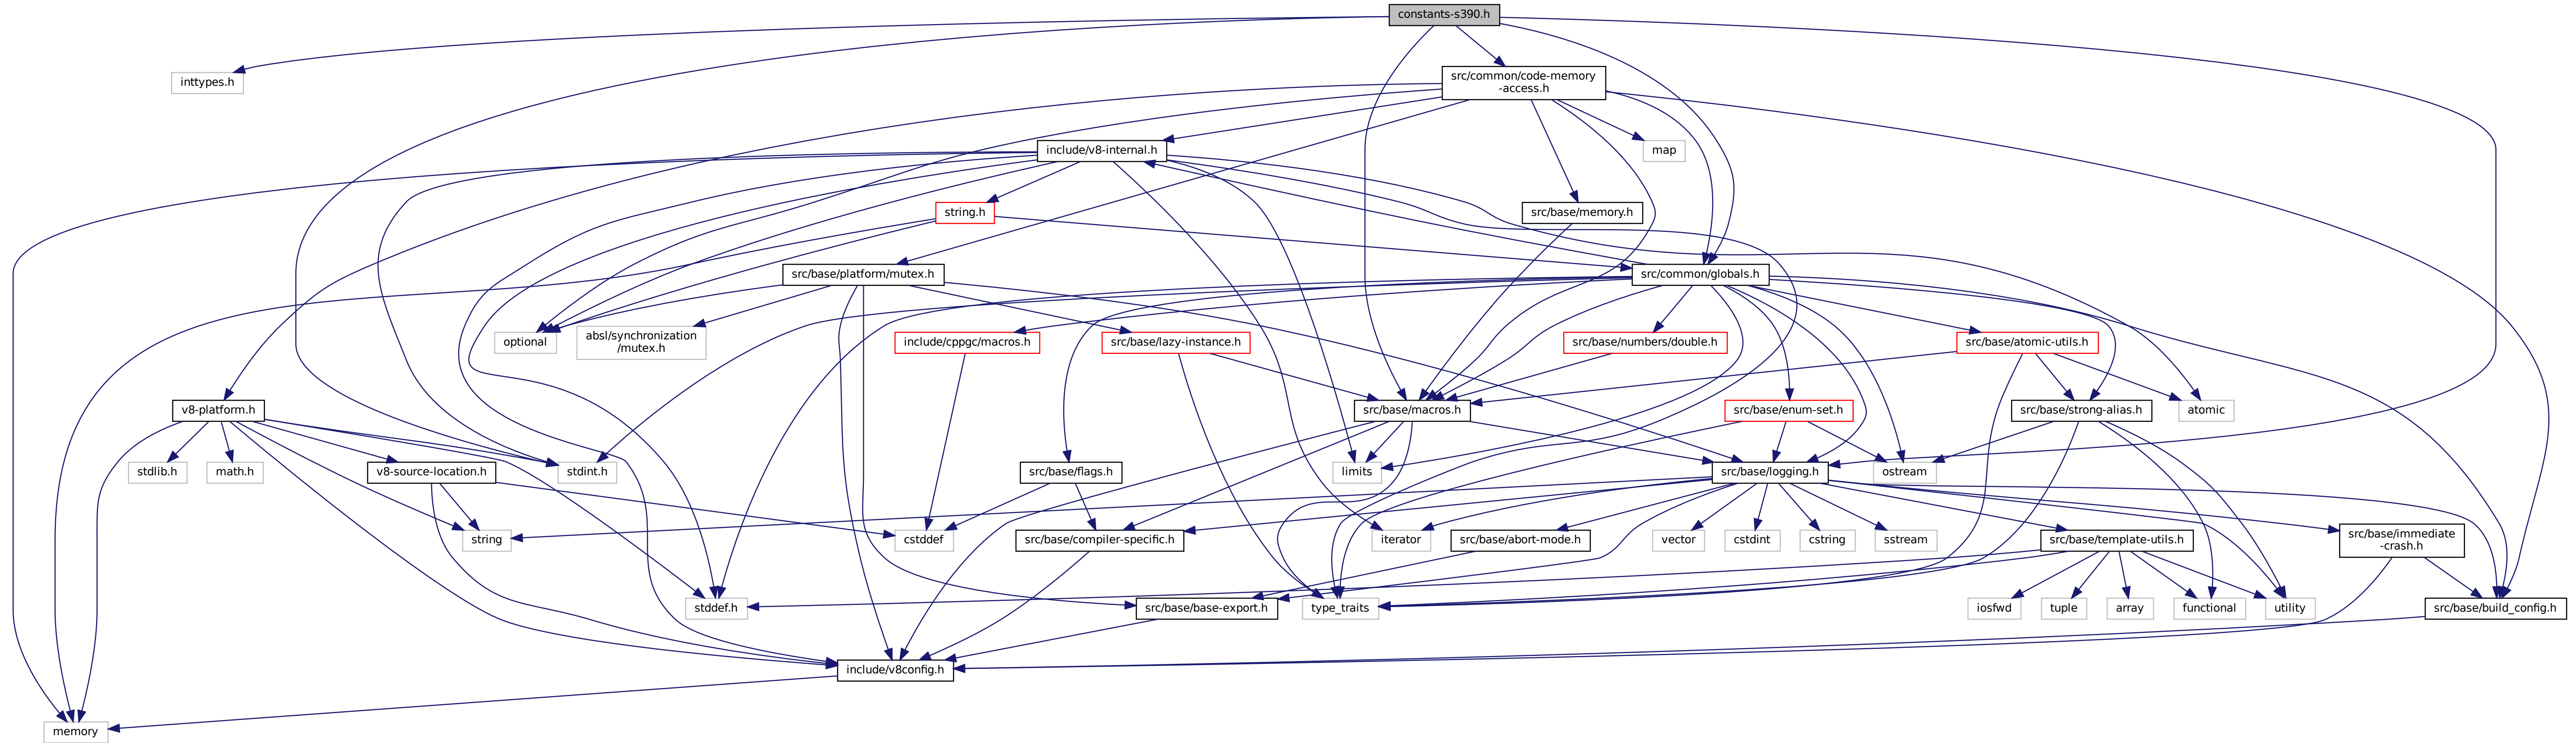 constants-s390.h
inttypes.h
src/common/code-memory
-access.h
include/v8-internal.h
map
string.h
src/base/memory.h
src/base/platform/mutex.h
src/common/globals.h
optional
absl/synchronization
/mutex.h
include/cppgc/macros.h
src/base/lazy-instance.h
src/base/numbers/double.h
src/base/atomic-utils.h
v8-platform.h
src/base/macros.h
src/base/enum-set.h
src/base/strong-alias.h
atomic
stdlib.h
math.h
v8-source-location.h
stdint.h
src/base/flags.h
limits
src/base/logging.h
ostream
string
cstddef
src/base/compiler-specific.h
iterator
src/base/abort-mode.h
vector
cstdint
cstring
sstream
src/base/template-utils.h
src/base/immediate
-crash.h
stddef.h
src/base/base-export.h
type_traits
iosfwd
tuple
array
functional
utility
src/base/build_config.h
include/v8config.h
memory